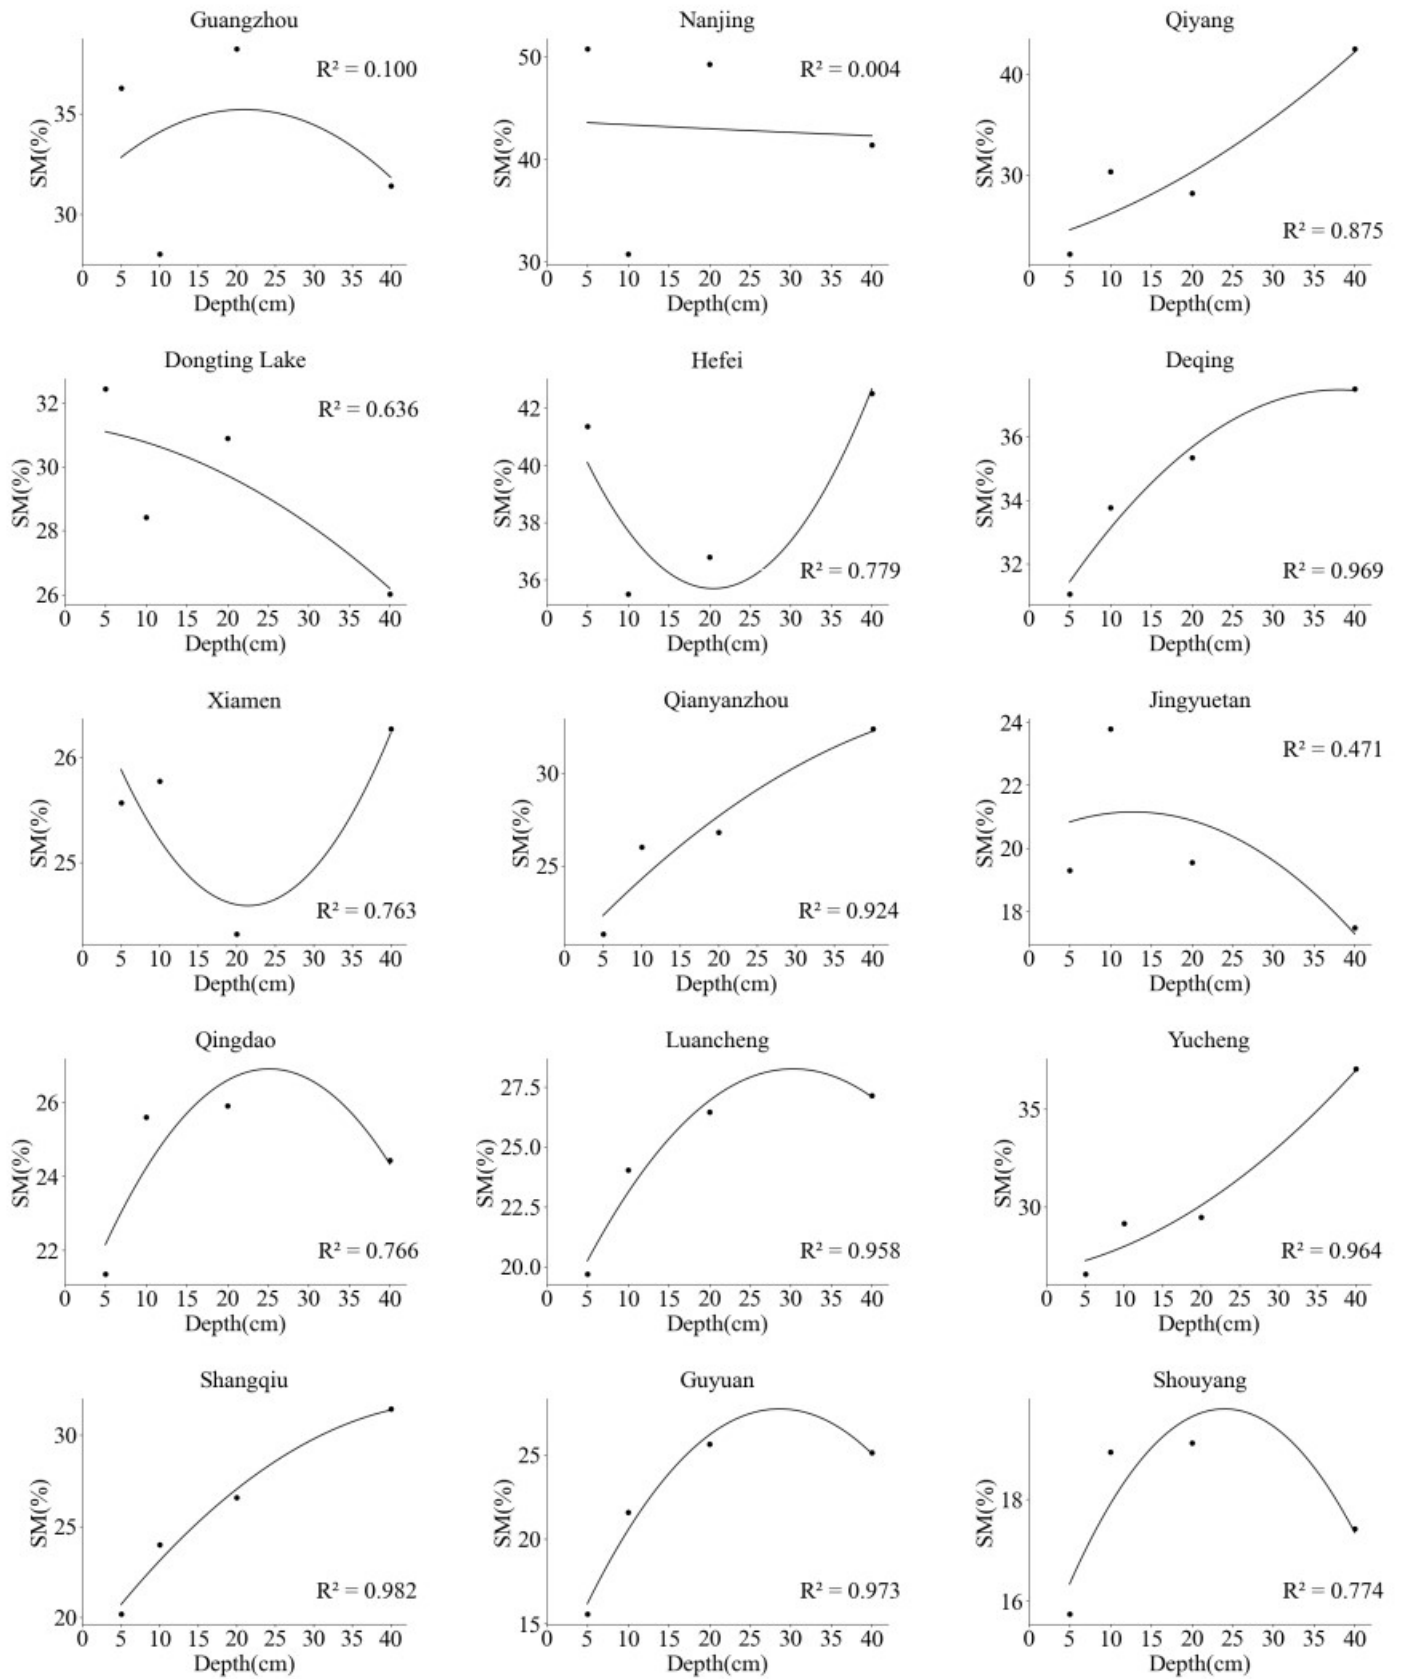 Guangzhou
R² = 0.100
SM(%)
35
30
0 5 10 15 20 25 30 35 40
Depth(cm)
Nanjing
R² = 0.004
SM(%)
50
40
30
0 5 10 15 20 25 30 35 40
Depth(cm)
Qiyang
SM(%)
40
30
R² = 0.875
0 5 10 15 20 25 30 35 40
Depth(cm)
Dongting Lake
R² = 0.636
SM(%)
32
30
28
26
0 5 10 15 20 25 30 35 40
Depth(cm)
Hefei
SM(%)
42
40
38
36
R² = 0.779
0 5 10 15 20 25 30 35 40
Depth(cm)
Deqing
SM(%)
36
34
32
R² = 0.969
0 5 10 15 20 25 30 35 40
Depth(cm)
Xiamen
SM(%)
26
25
R² = 0.763
0 5 10 15 20 25 30 35 40
Depth(cm)
Qianyanzhou
SM(%)
30
25
R² = 0.924
0 5 10 15 20 25 30 35 40
Depth(cm)
Jingyuetan
R² = 0.471
SM(%)
24
22
20
18
0 5 10 15 20 25 30 35 40
Depth(cm)
Qingdao
SM(%)
26
24
22
R² = 0.766
0 5 10 15 20 25 30 35 40
Depth(cm)
Luancheng
SM(%)
27.5
25.0
22.5
20.0
R² = 0.958
0 5 10 15 20 25 30 35 40
Depth(cm)
Yucheng
SM(%)
35
30
R² = 0.964
0 5 10 15 20 25 30 35 40
Depth(cm)
Shangqiu
SM(%)
30
25
20
R² = 0.982
0 5 10 15 20 25 30 35 40
Depth(cm)
Guyuan
SM(%)
25
20
15
R² = 0.973
0 5 10 15 20 25 30 35 40
Depth(cm)
Shouyang
SM(%)
18
16
R² = 0.774
0 5 10 15 20 25 30 35 40
Depth(cm)